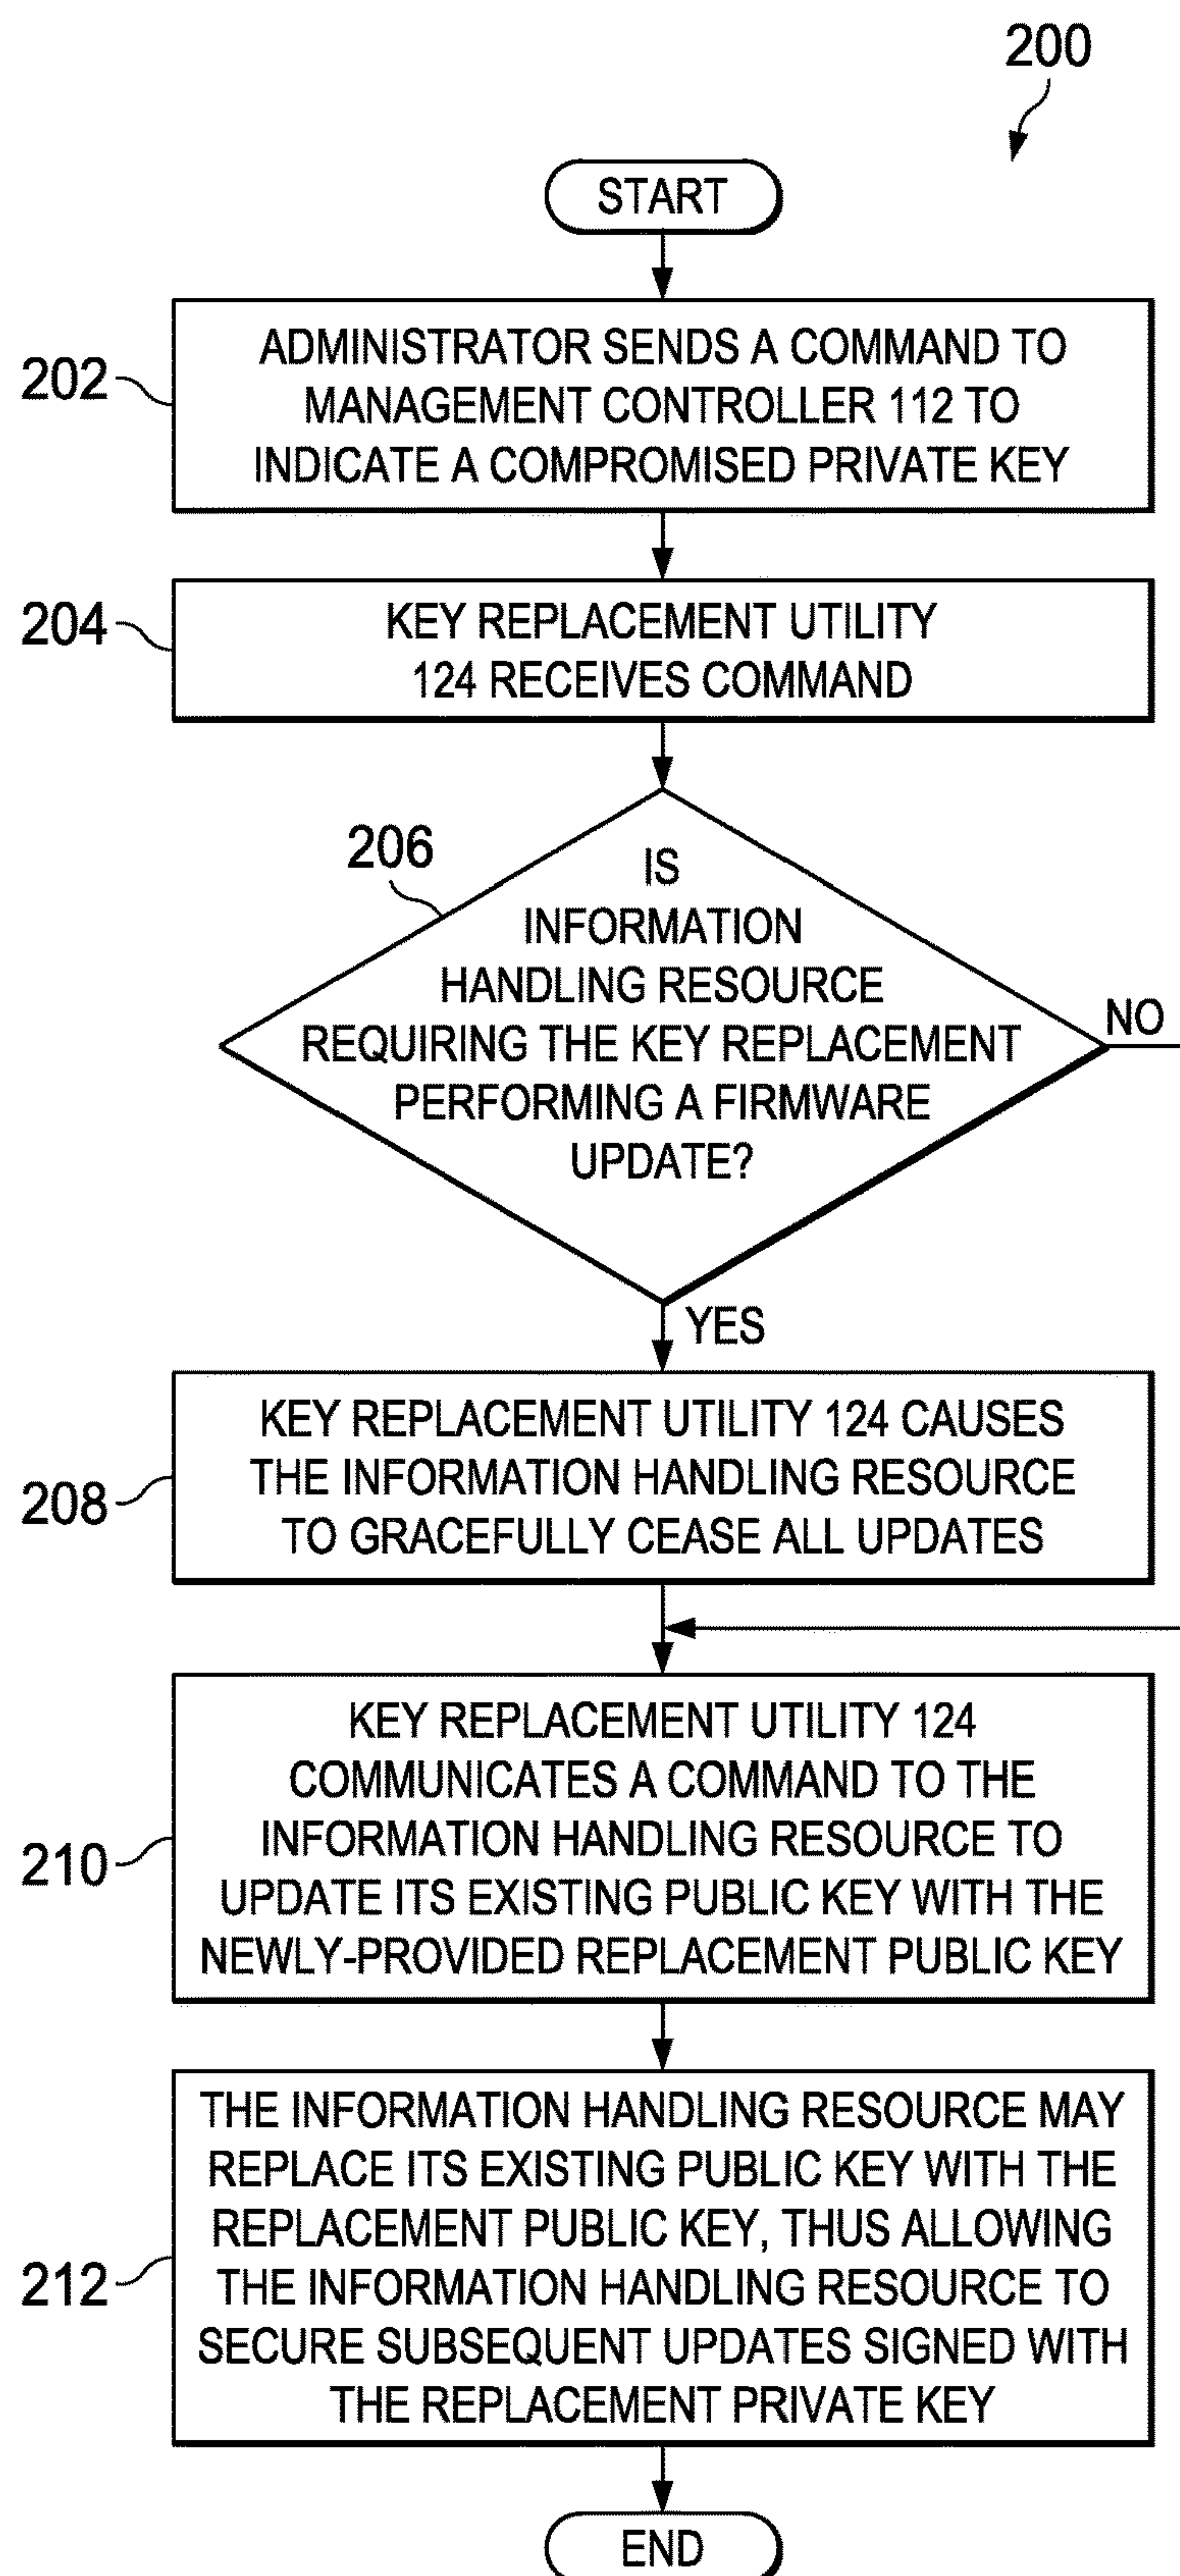 200
START
202
ADMINISTRATOR SENDS A COMMAND TO
MANAGEMENT CONTROLLER 112 TO
INDICATE A COMPROMISED PRIVATE KEY
204
KEY REPLACEMENT UTILITY
124 RECEIVES COMMAND
206
IS
INFORMATION
HANDLING RESOURCE
REQUIRING THE KEY REPLACEMENT
PERFORMING A FIRMWARE
UPDATE?
NO
YES
208
KEY REPLACEMENT UTILITY 124 CAUSES
THE INFORMATION HANDLING RESOURCE
TO GRACEFULLY CEASE ALL UPDATES
210
KEY REPLACEMENT UTILITY 124
COMMUNICATES A COMMAND TO THE
INFORMATION HANDLING RESOURCE TO
UPDATE ITS EXISTING PUBLIC KEY WITH THE
NEWLY-PROVIDED REPLACEMENT PUBLIC KEY
212
THE INFORMATION HANDLING RESOURCE MAY
REPLACE ITS EXISTING PUBLIC KEY WITH THE
REPLACEMENT PUBLIC KEY, THUS ALLOWING
THE INFORMATION HANDLING RESOURCE TO
SECURE SUBSEQUENT UPDATES SIGNED WITH
THE REPLACEMENT PRIVATE KEY
END